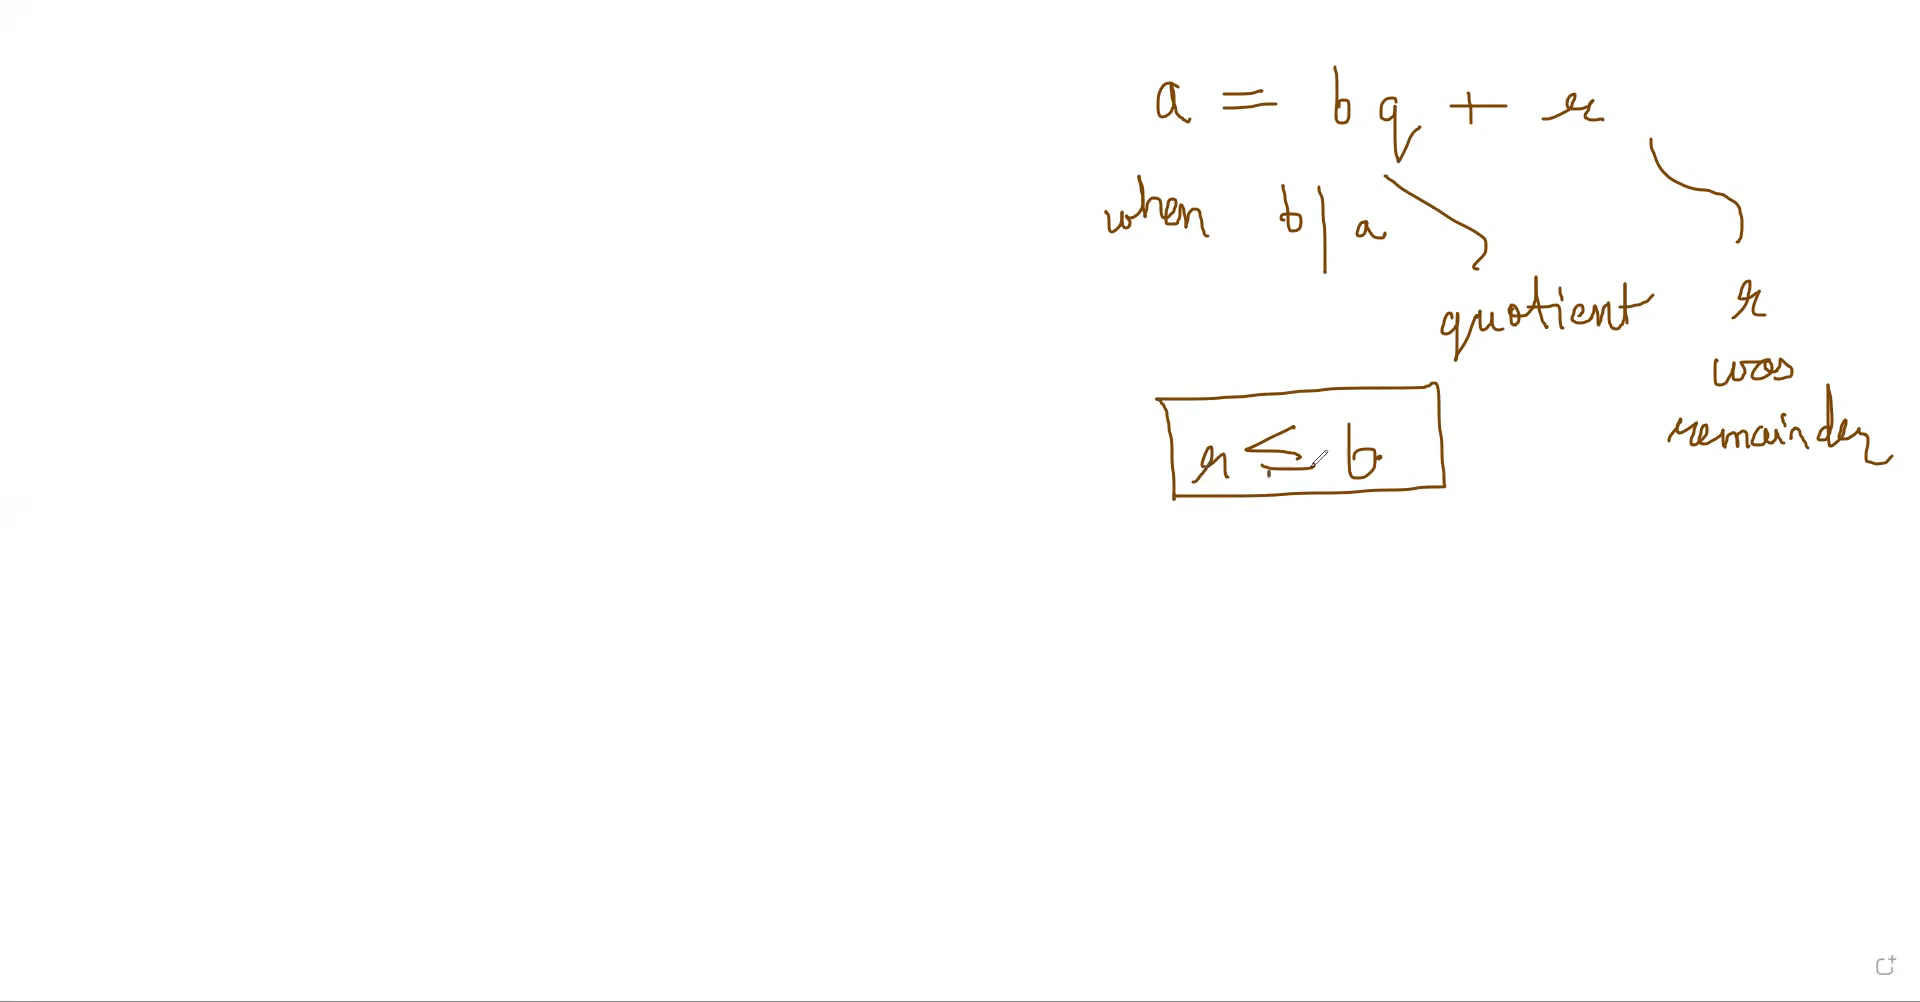 a = bq + r
when b | a
quotient
r
was
remainder
r ≤ b